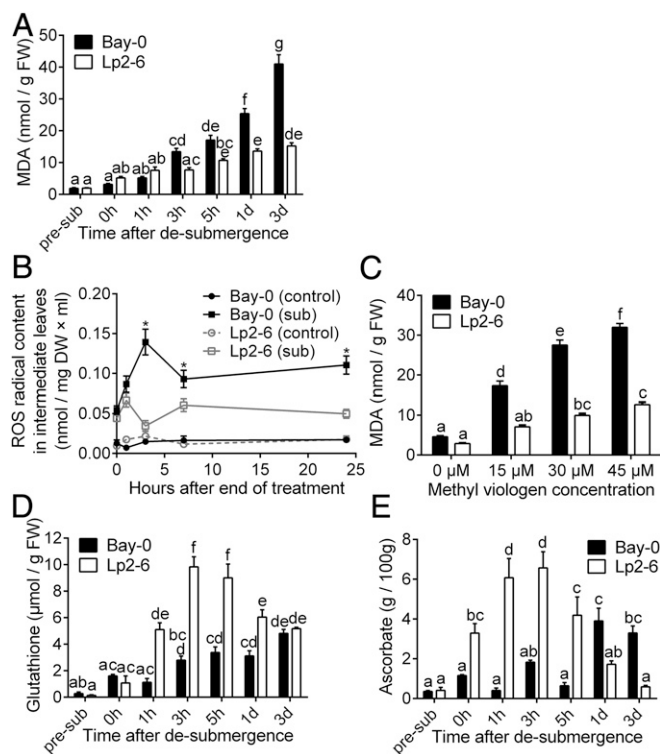 A
Bay-0
Lp2-6
MDA (nmol / g FW)
50
40
30
20
10
0
a a
a ab
ab ab
cd ac
de bc e
f e
g de
pre-sub 0h 1h 3h 5h 1d 3d
Time after de-submergence
B
ROS radical content
in intermediate leaves
(nmol / mg DW × ml)
0.20
0.15
0.10
0.05
0.00
Bay-0 (control)
Bay-0 (sub)
Lp2-6 (control)
Lp2-6 (sub)
* * *
0 5 10 15 20 25
Hours after end of treatment
C
Bay-0
Lp2-6
MDA (nmol / g FW)
40
30
20
10
0
a a
d ab
e bc
f c
0 µM 15 µM 30 µM 45 µM
Methyl viologen concentration
D
Bay-0
Lp2-6
Glutathione (µmol / g FW)
12
10
8
6
4
2
0
ab a
ac ac
ac de
bc d f
cd f
cd e
de de
pre-sub 0h 1h 3h 5h 1d 3d
Time after de-submergence
E
Bay-0
Lp2-6
Ascorbate (g / 100g)
8
6
4
2
0
a a
a bc
a d
ab d
a c
c ab
bc a
pre-sub 0h 1h 3h 5h 1d 3d
Time after de-submergence